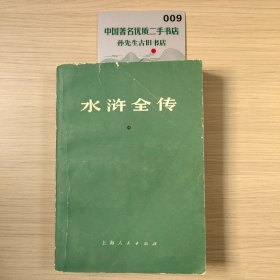 009
中国著名优质二手书店
孙先生古旧书店
水浒全传
中
上海人民出版社